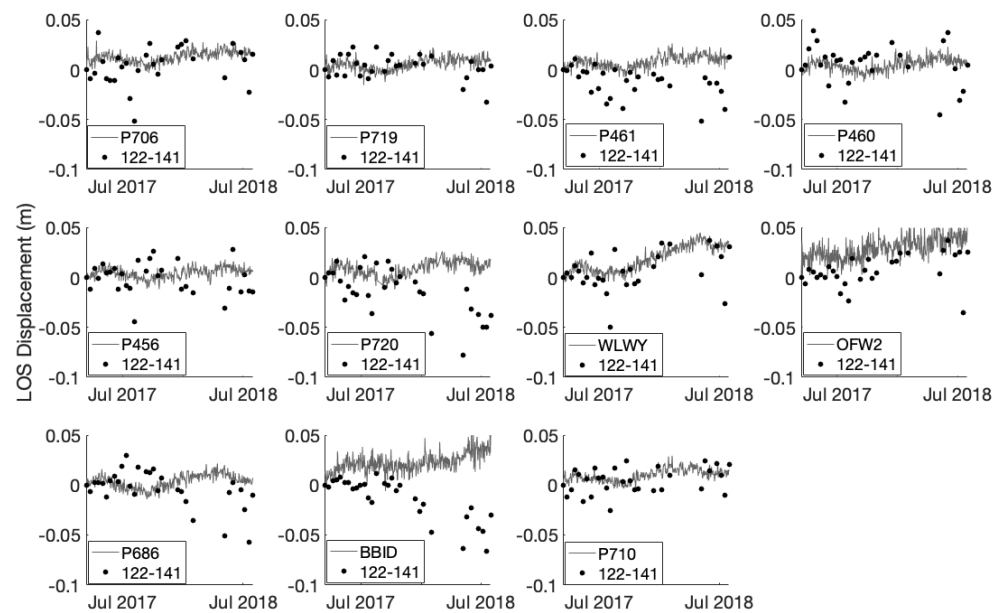 0.05 0.05 0.05 0.05
0 0 0 0
-0.05 -0.05 -0.05 -0.05
P706 P719 P461 P460
122-141 122-141 122-141 122-141
-0.1 -0.1 -0.1 -0.1
Jul 2017 Jul 2018 Jul 2017 Jul 2018 Jul 2017 Jul 2018 Jul 2017 Jul 2018
LOS Displacement (m)
0.05 0.05 0.05 0.05
0 0 0 0
-0.05 -0.05 -0.05 -0.05
P456 P720 WLWY OFW2
122-141 122-141 122-141 122-141
-0.1 -0.1 -0.1 -0.1
Jul 2017 Jul 2018 Jul 2017 Jul 2018 Jul 2017 Jul 2018 Jul 2017 Jul 2018
0.05 0.05 0.05
0 0 0
-0.05 -0.05 -0.05
P686 BBID P710
122-141 122-141 122-141
-0.1 -0.1 -0.1
Jul 2017 Jul 2018 Jul 2017 Jul 2018 Jul 2017 Jul 2018